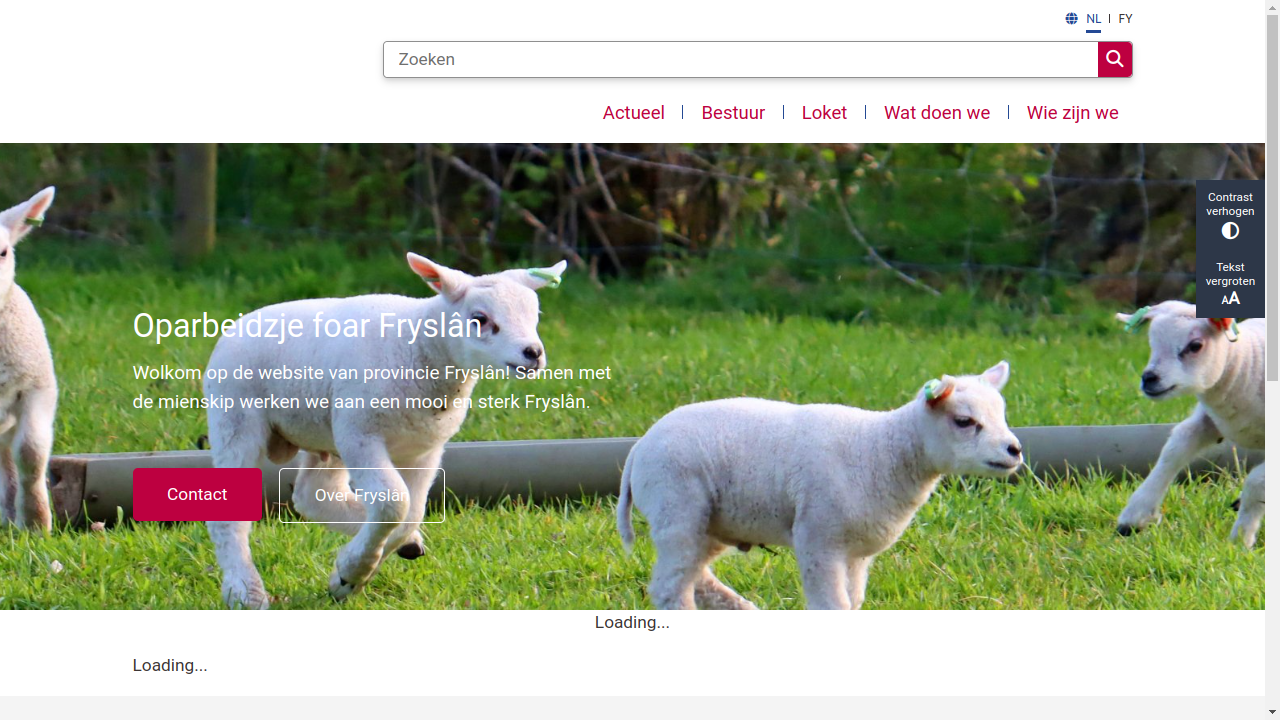 NL
FY
Zoeken
Actueel
Bestuur
Loket
Wat doen we
Wie zijn we
Contrast
verhogen
Tekst
vergroten
AA
Oparbeidzje foar Fryslân
Wolkom op de website van provincie Fryslân! Samen met
de mienskip werken we aan een mooi en sterk Fryslân.
Contact
Over Fryslân
Loading...
Loading...